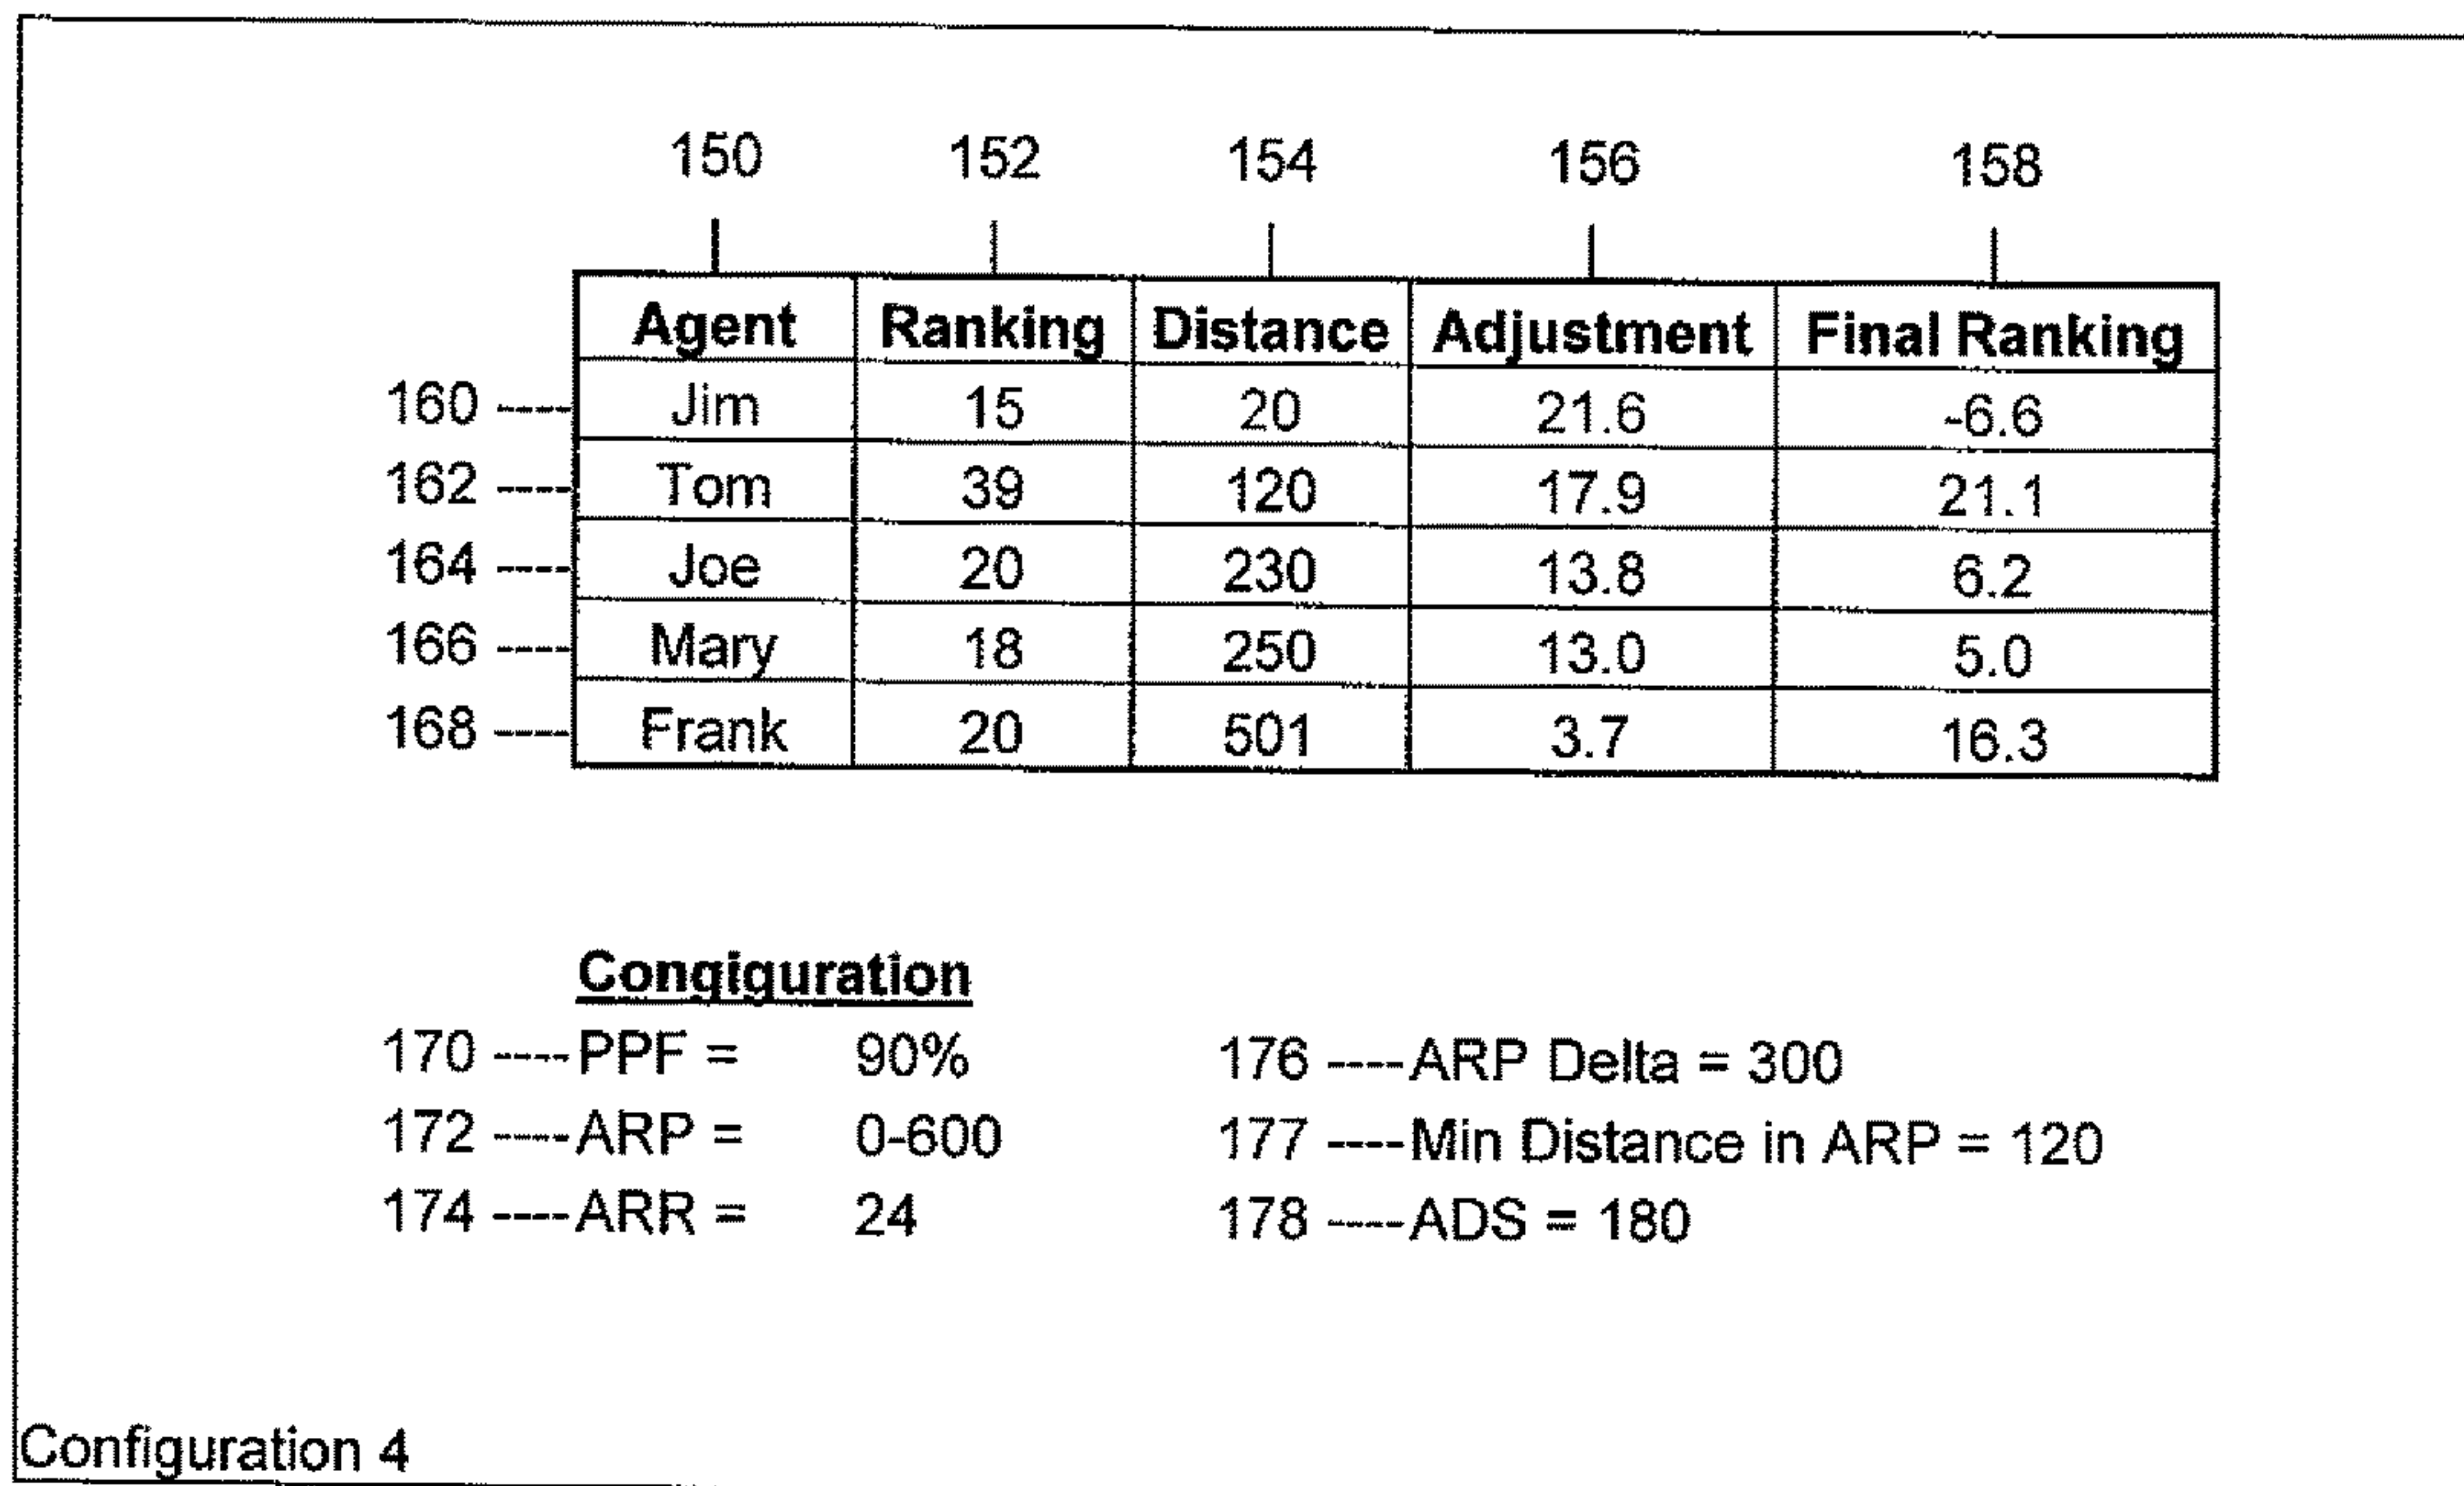 150 152 154 156 158
Agent Ranking Distance Adjustment Final Ranking
160 ---- Jim 15 20 21.6 -6.6
162 ---- Tom 39 120 17.9 21.1
164 ---- Joe 20 230 13.8 6.2
166 ---- Mary 18 250 13.0 5.0
168 ---- Frank 20 501 3.7 16.3
Conqiguration
170 ---- PPF = 90% 176 ---- ARP Delta = 300
172 ---- ARP = 0-600 177 ---- Min Distance in ARP = 120
174 ---- ARR = 24 178 ---- ADS = 180
Configuration 4